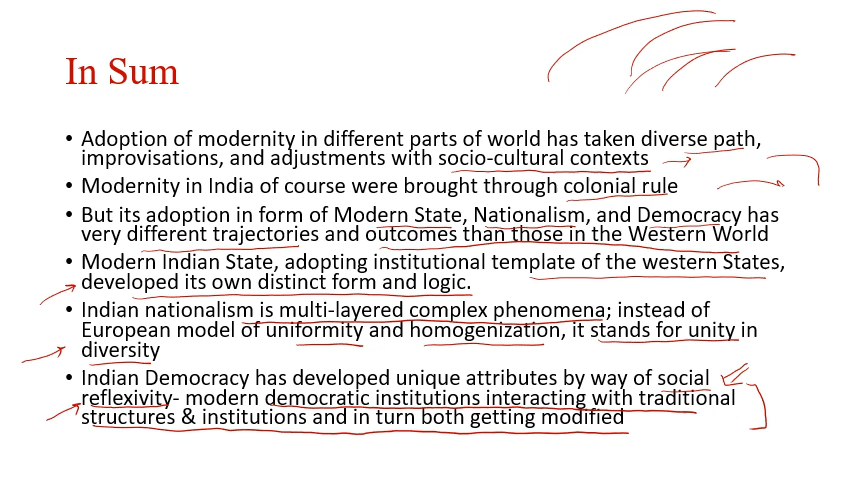 In Sum
• Adoption of modernity in different parts of world has taken diverse path,
improvisations, and adjustments with socio-cultural contexts
• Modernity in India of course were brought through colonial rule
• But its adoption in form of Modern State, Nationalism, and Democracy has
very different trajectories and outcomes than those in the Western World
• Modern Indian State, adopting institutional template of the western States,
developed its own distinct form and logic.
• Indian nationalism is multi-layered complex phenomena; instead of
European model of uniformity and homogenization, it stands for unity in
diversity
• Indian Democracy has developed unique attributes by way of social
reflexivity- modern democratic institutions interacting with traditional
structures & institutions and in turn both getting modified